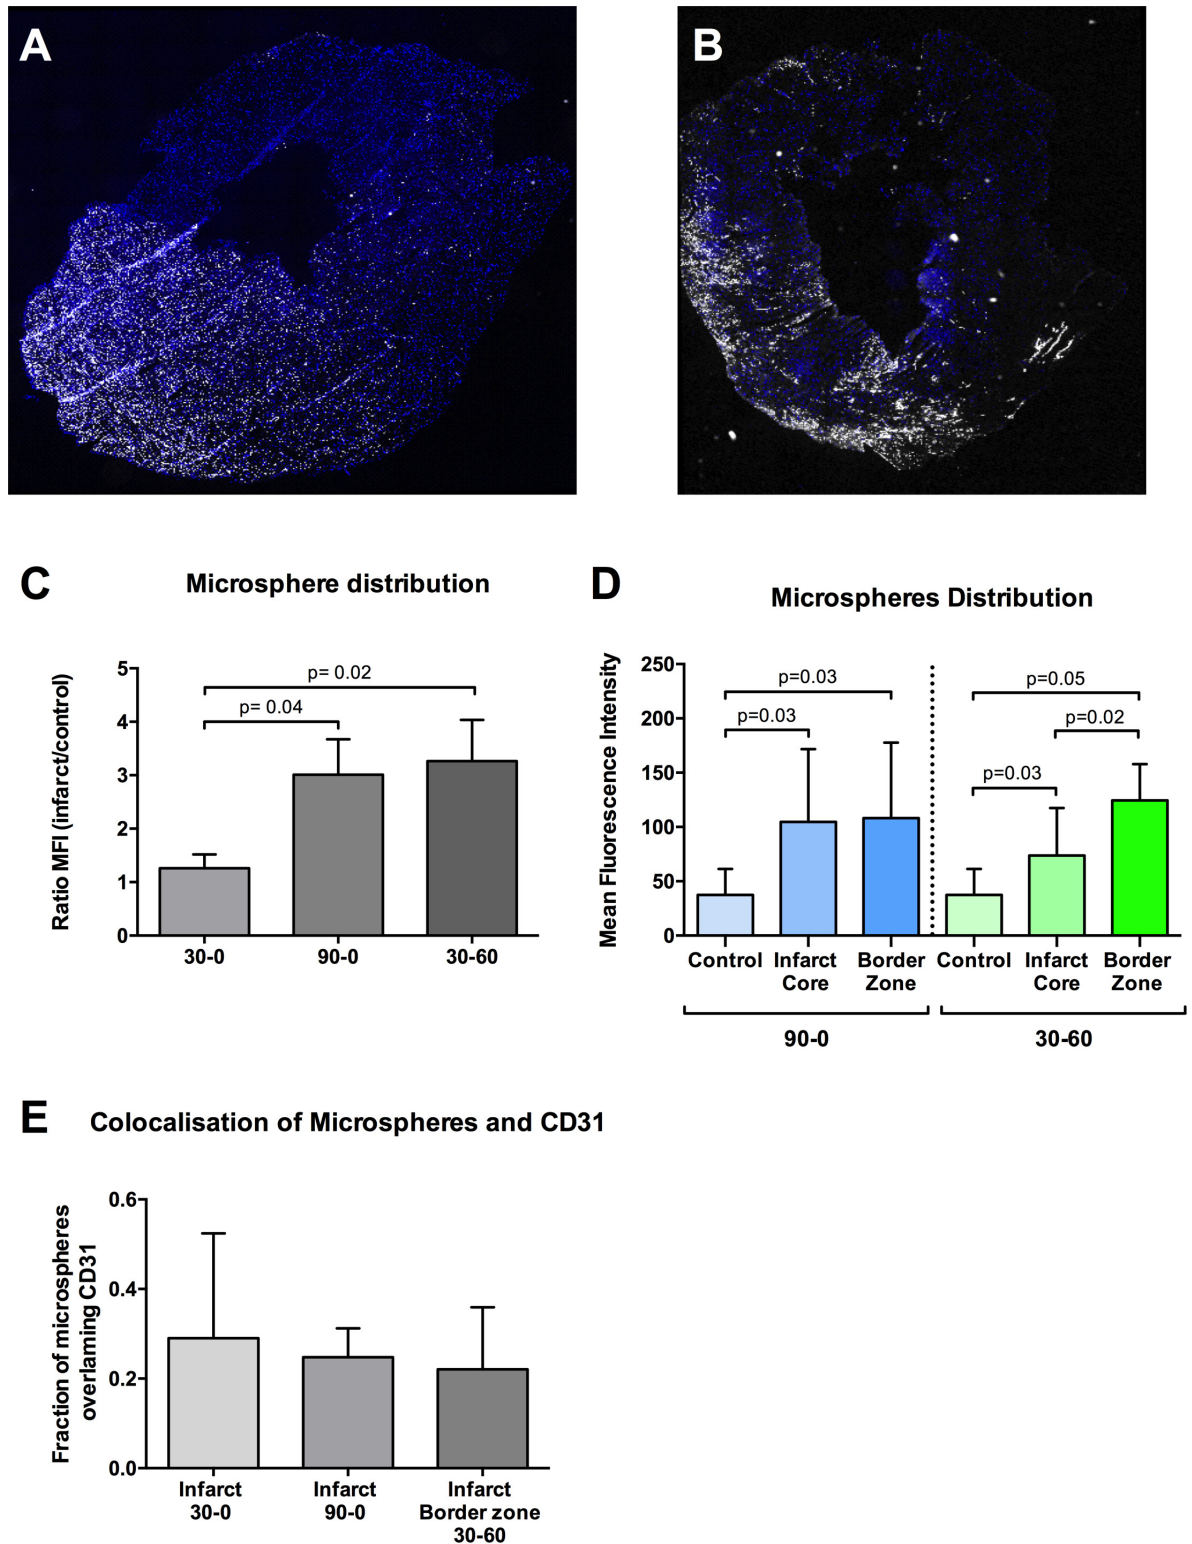 A
B
C
Microsphere distribution
Ratio MFI (infarct/control)
5
4
3
2
1
0
p= 0.02
p= 0.04
30-0
90-0
30-60
D
Microspheres Distribution
Mean Fluorescence Intensity
250
200
150
100
50
0
p=0.03
p=0.03
p=0.05
p=0.02
p=0.03
Control
Infarct
Core
Border
Zone
Control
Infarct
Core
Border
Zone
90-0
30-60
E
Colocalisation of Microspheres and CD31
Fraction of microspheres
overlaming CD31
0.6
0.4
0.2
0.0
Infarct
30-0
Infarct
90-0
Infarct
Border zone
30-60